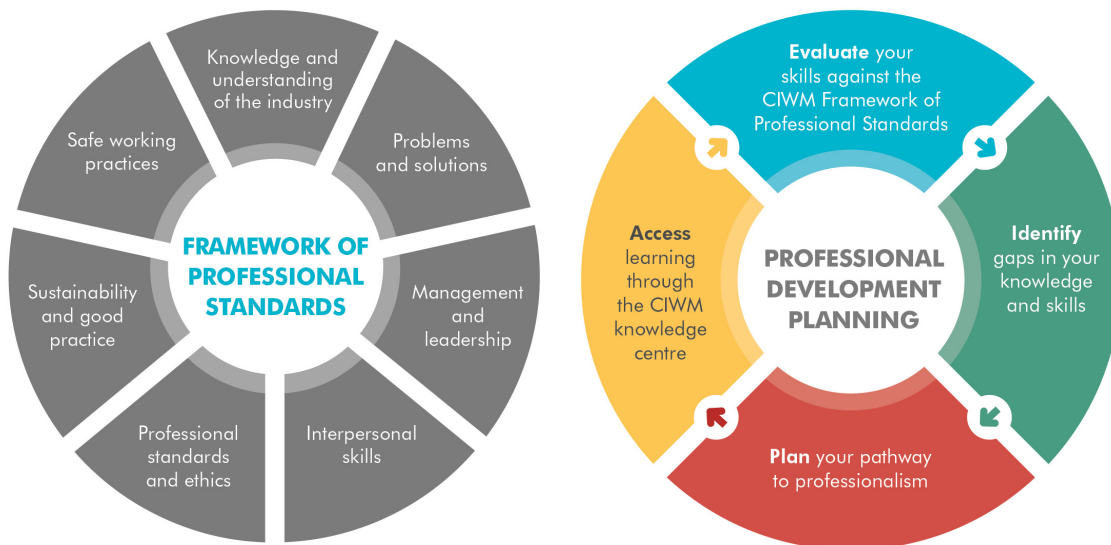 FRAMEWORK OF
PROFESSIONAL
STANDARDS
Knowledge and
understanding
of the industry
Problems
and solutions
Management
and
leadership
Interpersonal
skills
Professional
standards
and ethics
Sustainability
and good
practice
Safe working
practices
PROFESSIONAL
DEVELOPMENT
PLANNING
Evaluate your
skills against the
CIWM Framework of
Professional Standards
Identify
gaps in your
knowledge
and skills
Plan your pathway
to professionalism
Access
learning
through
the CIWM
knowledge
centre